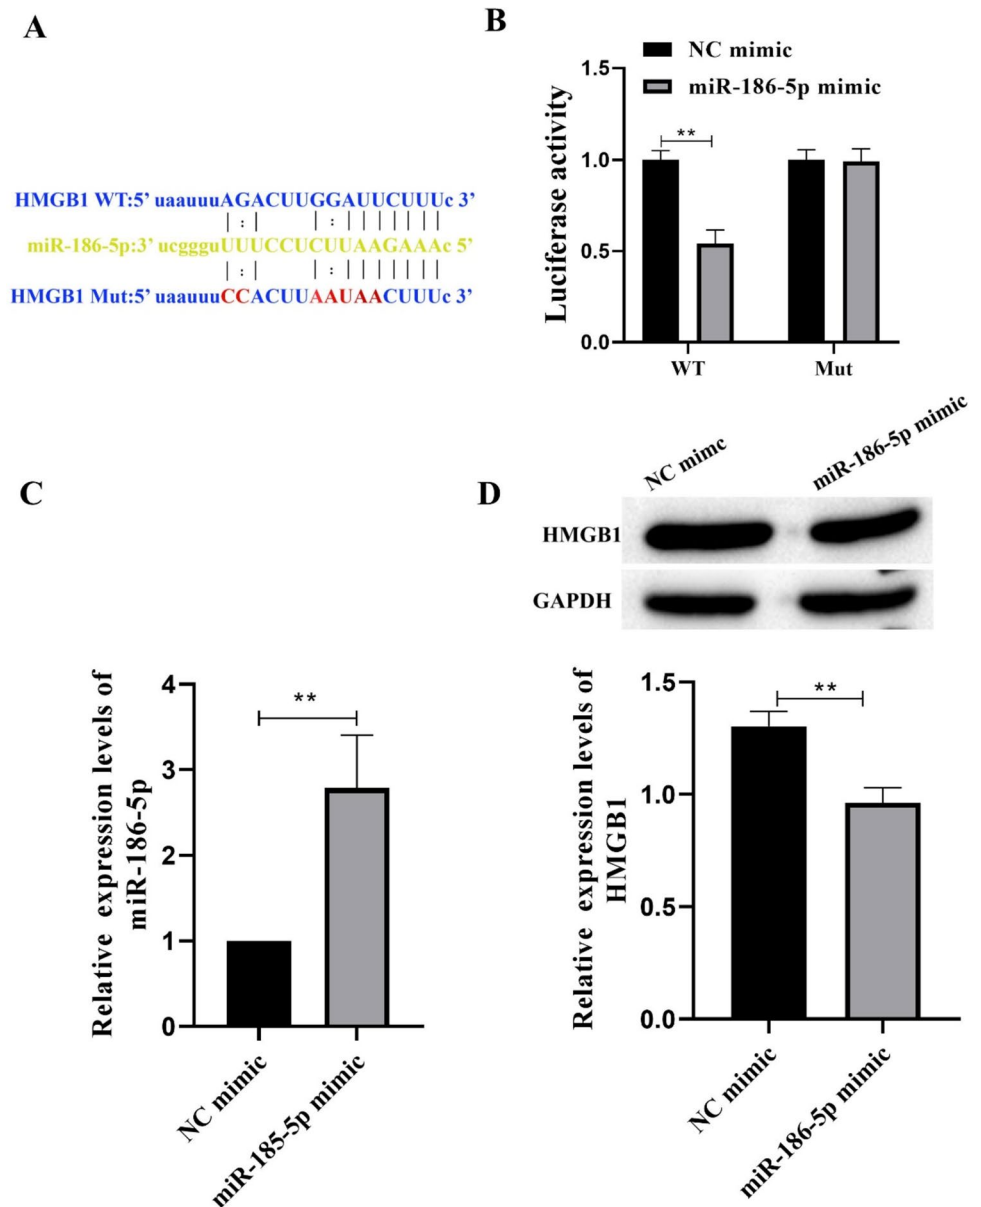 A
HMGB1 WT:5’ uaauuuAGACUUGGAUUCUUUc 3’
miR-186-5p:3’ ucggguUUUCCUCUUAAGAAAc 5’
HMGB1 Mut:5’ uaauuuCCACUUAAUAACUUUc 3’
B
NC mimic
miR-186-5p mimic
Luciferase activity
1.5
1.0
0.5
0.0
**
WT
Mut
C
Relative expression levels of
miR-186-5p
4
3
2
1
0
**
NC mimic
miR-185-5p mimic
D
NC mimc
miR-186-5p mimic
HMGB1
GAPDH
Relative expression levels of
HMGB1
1.5
1.0
0.5
0.0
**
NC mimic
miR-186-5p mimic